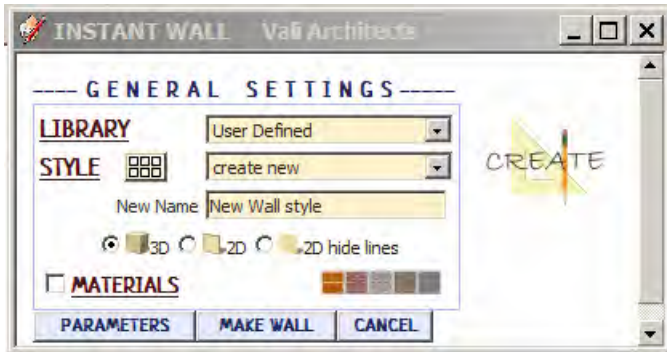 INSTANT WALL Vali Architects
----GENERAL SETTINGS-----
LIBRARY User Defined
STYLE create new
New Name New Wall style
3D 2D 2D hide lines
MATERIALS
PARAMETERS MAKE WALL CANCEL
CREATE